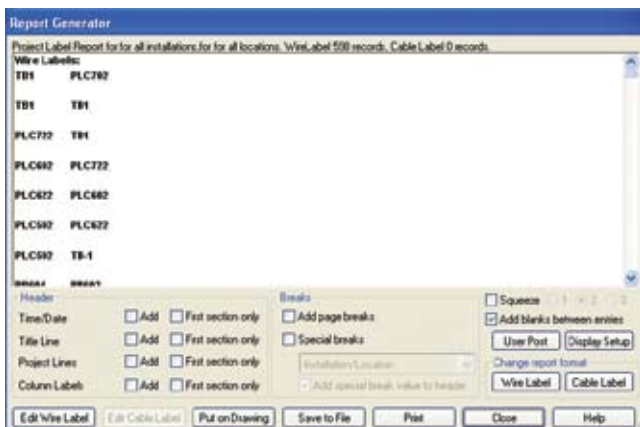 Report Generator
Project Label Report for for all installations,for for all locations. WireLabel 598 records. Cable Label 0 records.
Wire Labels:
TB1 PLC702
TB1 TB1
PLC722 TB1
PLC682 PLC722
PLC622 PLC682
PLC502 PLC622
PLC502 TB-1
Header
Time/Date Add First section only
Title Line Add First section only
Project Lines Add First section only
Column Labels Add First section only
Breaks
Add page breaks
Special breaks
Installation/Location
Add special break value to header
Squeeze 1 2 3
Add blanks between entries
User Post Display Setup
Change report format
Wire Label Cable Label
Edit Wire Label Edit Cable Label Put on Drawing Save to File Print Close Help